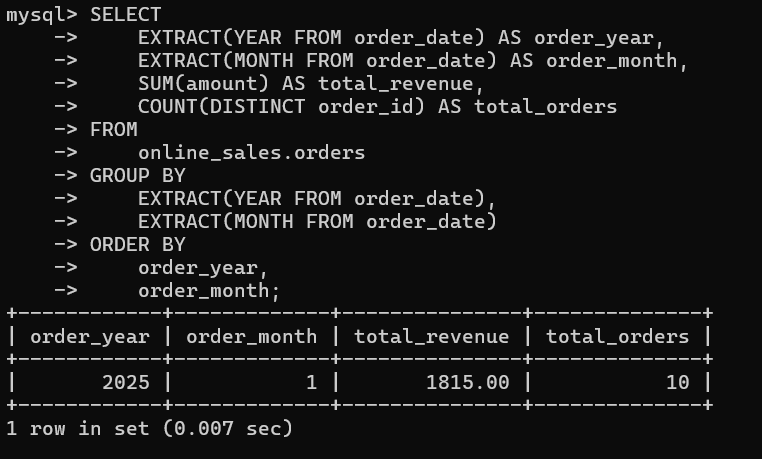 mysql> SELECT
    ->     EXTRACT(YEAR FROM order_date) AS order_year,
    ->     EXTRACT(MONTH FROM order_date) AS order_month,
    ->     SUM(amount) AS total_revenue,
    ->     COUNT(DISTINCT order_id) AS total_orders
    -> FROM
    ->     online_sales.orders
    -> GROUP BY
    ->     EXTRACT(YEAR FROM order_date),
    ->     EXTRACT(MONTH FROM order_date)
    -> ORDER BY
    ->     order_year,
    ->     order_month;
+------------+-------------+---------------+--------------+
| order_year | order_month | total_revenue | total_orders |
+------------+-------------+---------------+--------------+
|       2025 |           1 |       1815.00 |           10 |
+------------+-------------+---------------+--------------+
1 row in set (0.007 sec)